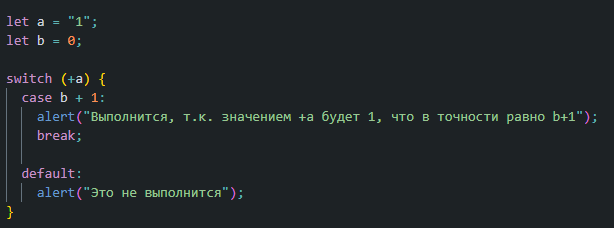 let a = "1";
let b = 0;
switch (+a) {
case b + 1:
alert("Выполнится, т.к. значением +a будет 1, что в точности равно b+1");
break;
default:
alert("Это не выполнится");
}